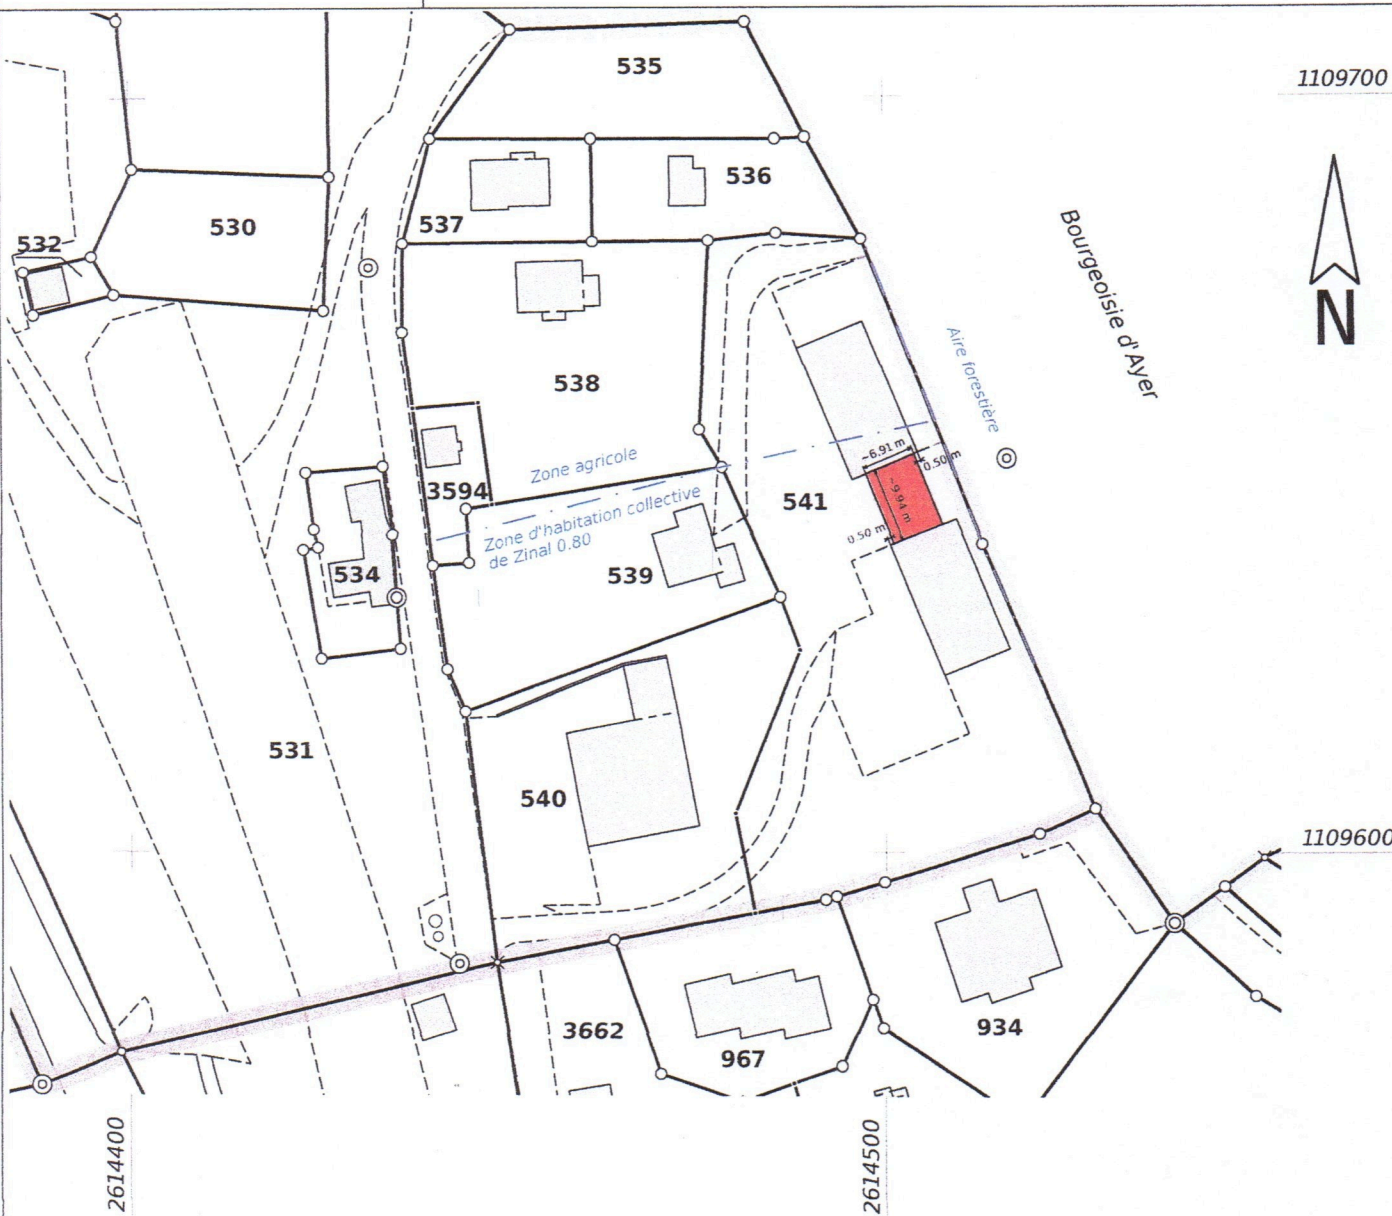 535
1109700
536
530
537
532
N
Bourgeoisie d'Ayer
Aire forestière
538
~6.91 m
0.50 m
Zone agricole
3594
~9.94 m
541
Zone d'habitation collective
de Zinal 0.80
0.50 m
534
539
531
540
1109600
3662
967
934
2614400
2614500